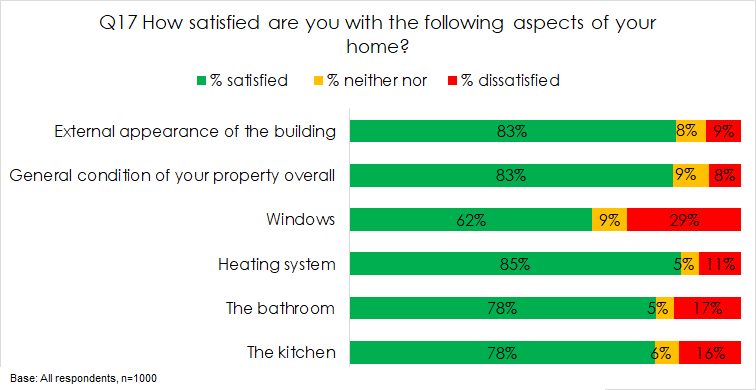 Q17 How satisfied are you with the following aspects of your
home?
% satisfied % neither nor % dissatisfied
External appearance of the building 83% 8% 9%
General condition of your property overall 83% 9% 8%
Windows 62% 9% 29%
Heating system 85% 5% 11%
The bathroom 78% 5% 17%
The kitchen 78% 6% 16%
Base: All respondents, n=1000